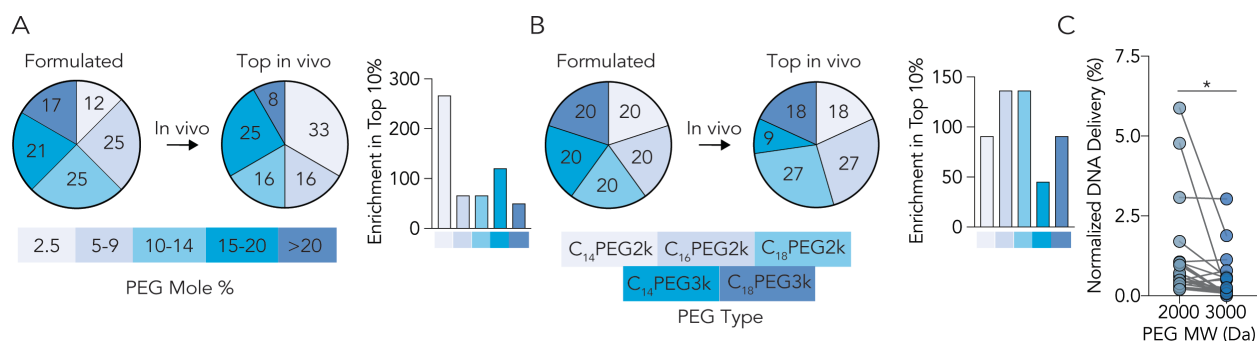 A
Formulated
Top in vivo
17
12
25
25
21
In vivo
8
33
16
16
25
2.5
5-9
10-14
15-20
>20
PEG Mole %
Enrichment in Top 10%
300
200
100
0
B
Formulated
Top in vivo
20
20
20
20
20
In vivo
18
18
27
27
9
C₁₄PEG2k
C₁₆PEG2k
C₁₈PEG2k
C₁₄PEG3k
C₁₈PEG3k
PEG Type
Enrichment in Top 10%
150
100
50
0
C
Normalized DNA Delivery (%)
7.5
5.0
2.5
0.0
*
2000
3000
PEG MW (Da)